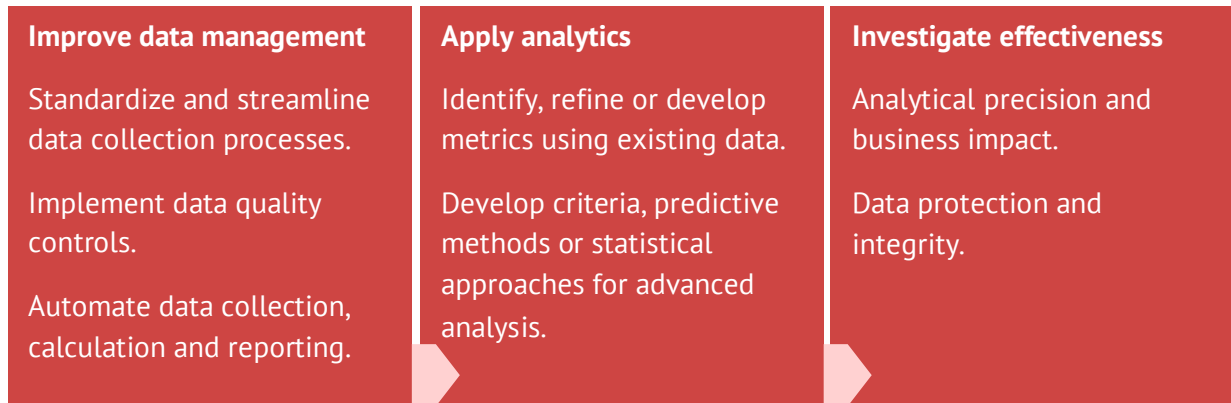 Improve data management
Standardize and streamline
data collection processes.
Implement data quality
controls.
Automate data collection,
calculation and reporting.
Apply analytics
Identify, refine or develop
metrics using existing data.
Develop criteria, predictive
methods or statistical
approaches for advanced
analysis.
Investigate effectiveness
Analytical precision and
business impact.
Data protection and
integrity.